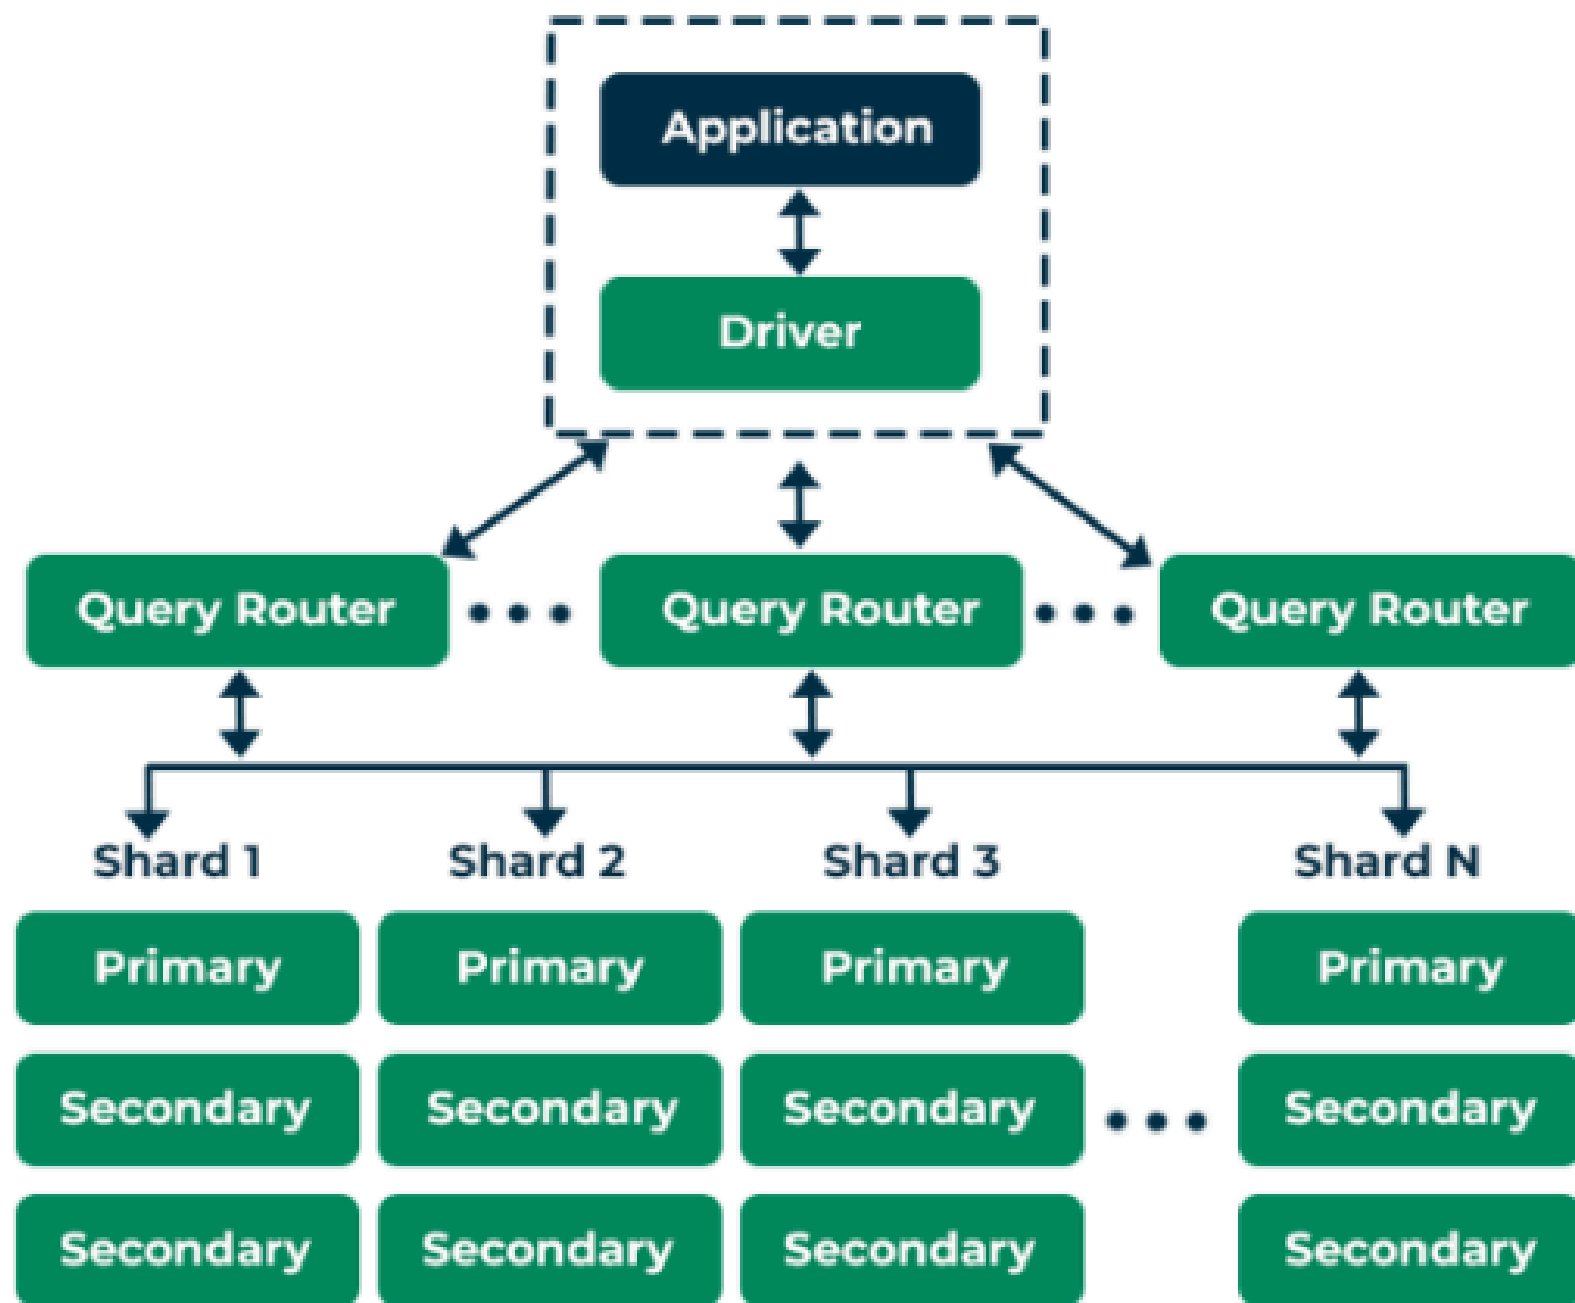 Application
Driver
Query Router ••• Query Router ••• Query Router
Shard 1 Shard 2 Shard 3 Shard N
Primary Primary Primary Primary
Secondary Secondary Secondary ••• Secondary
Secondary Secondary Secondary Secondary